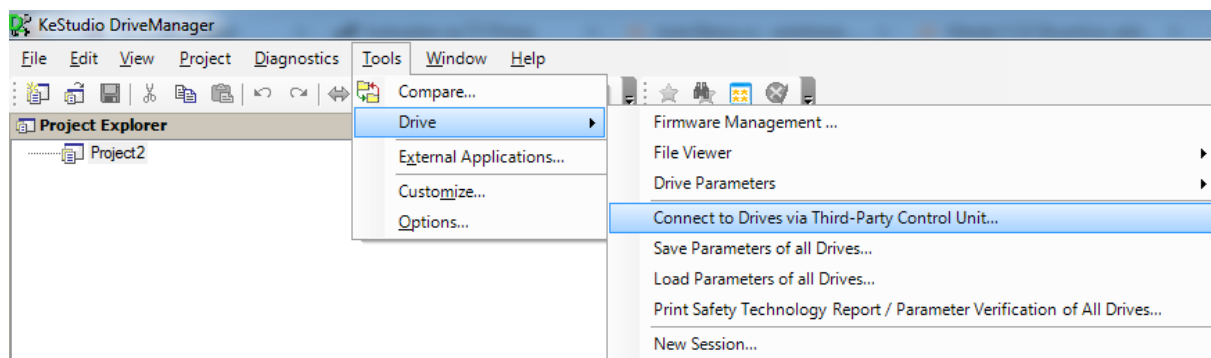 KeStudio DriveManager
File Edit View Project Diagnostics Tools Window Help
Compare...
Project Explorer
Drive
Firmware Management ...
Project2
External Applications...
File Viewer
Customize...
Drive Parameters
Options...
Connect to Drives via Third-Party Control Unit...
Save Parameters of all Drives...
Load Parameters of all Drives...
Print Safety Technology Report / Parameter Verification of All Drives...
New Session...